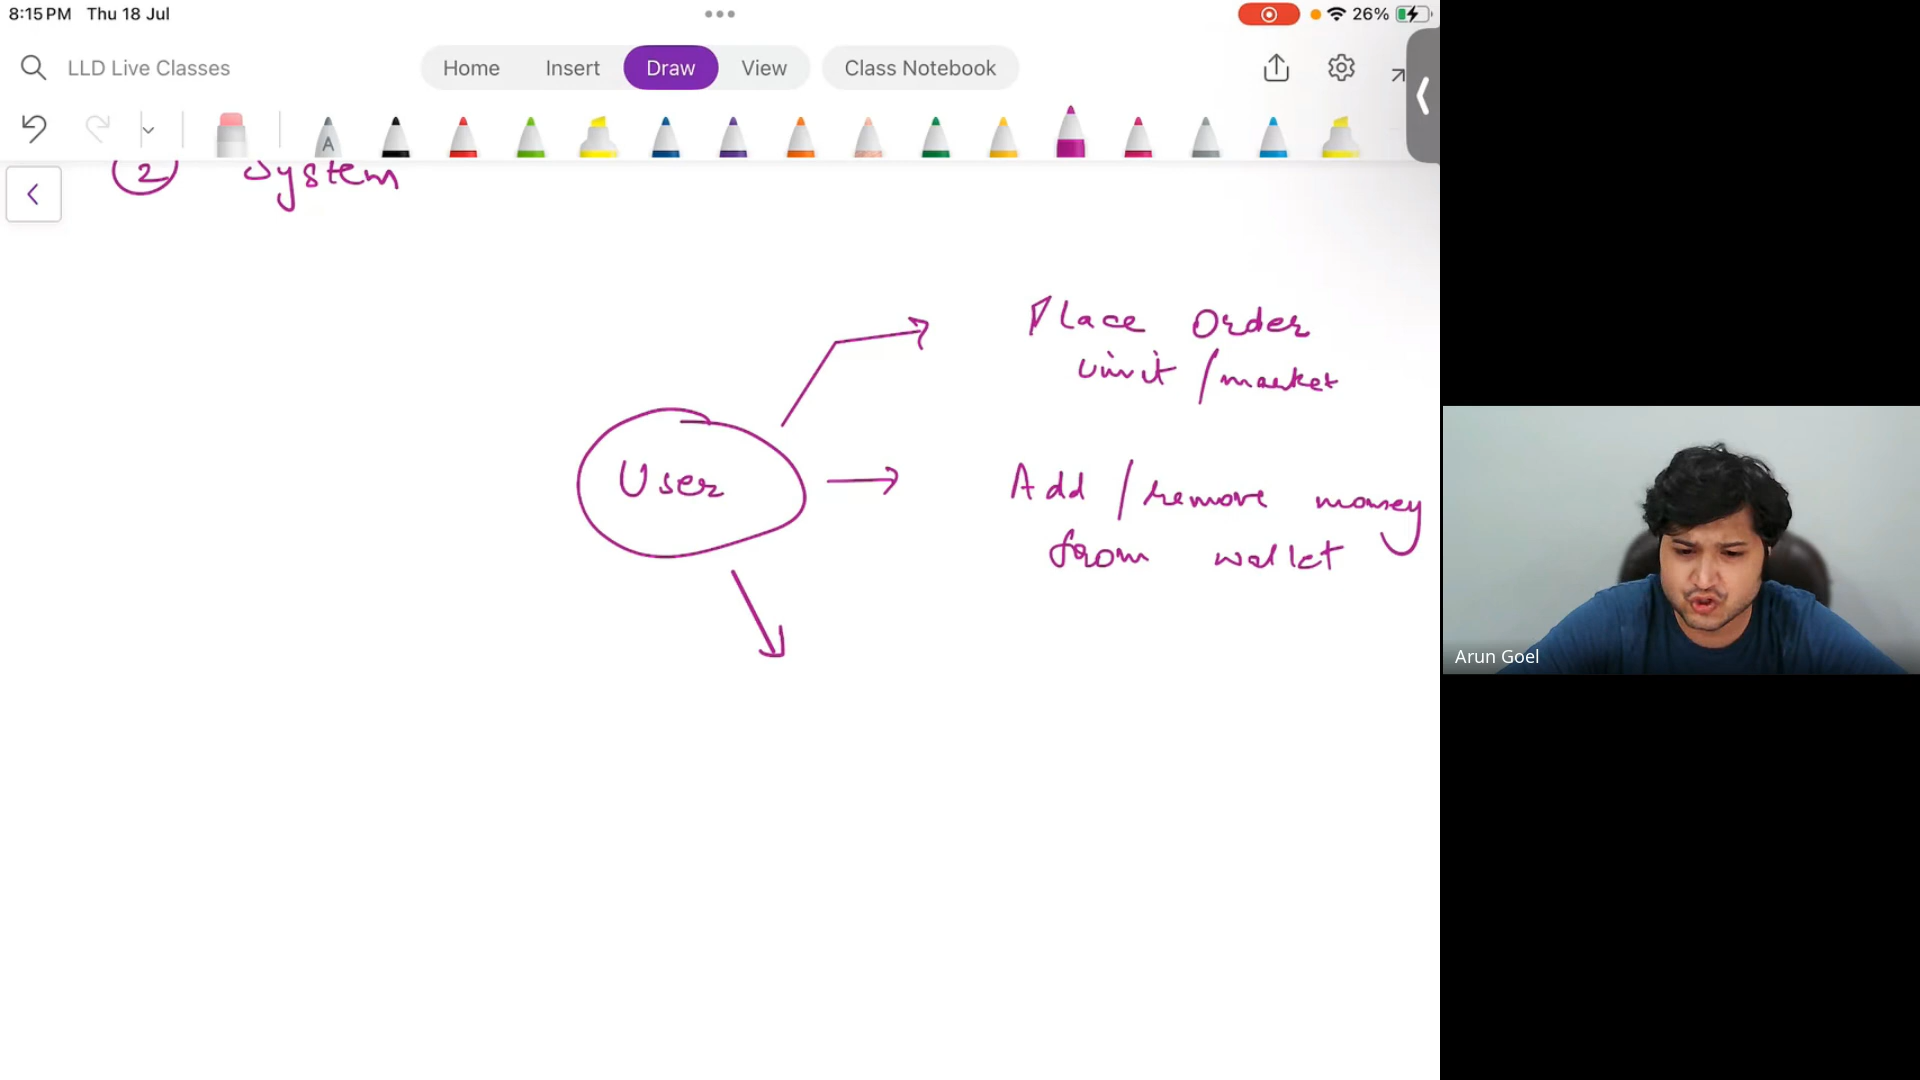 8:15 PM Thu 18 Jul
26%
LLD Live Classes
Home Insert Draw View Class Notebook
A
2 System
Place Order
limit / market
User
Add / remove money
from wallet
Arun Goel